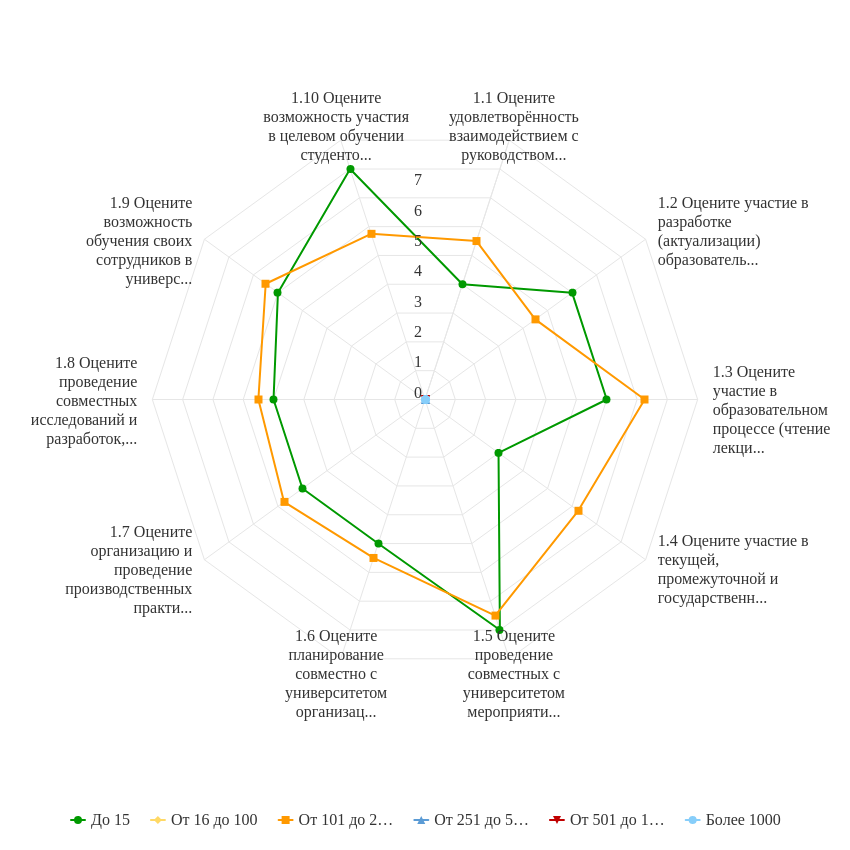 1.10 Оцените
возможность участия
в целевом обучении
студенто...
1.1 Оцените
удовлетворённость
взаимодействием с
руководством...
1.9 Оцените
возможность
обучения своих
сотрудников в
универс...
1.2 Оцените участие в
разработке
(актуализации)
образователь...
7
6
5
4
3
2
1
0
1.8 Оцените
проведение
совместных
исследований и
разработок,...
1.3 Оцените
участие в
образовательном
процессе (чтение
лекци...
1.7 Оцените
организацию и
проведение
производственных
практи...
1.4 Оцените участие в
текущей,
промежуточной и
государственн...
1.6 Оцените
планирование
совместно с
университетом
организац...
1.5 Оцените
проведение
совместных с
университетом
мероприяти...
До 15
От 16 до 100
От 101 до 2…
От 251 до 5…
От 501 до 1…
Более 1000